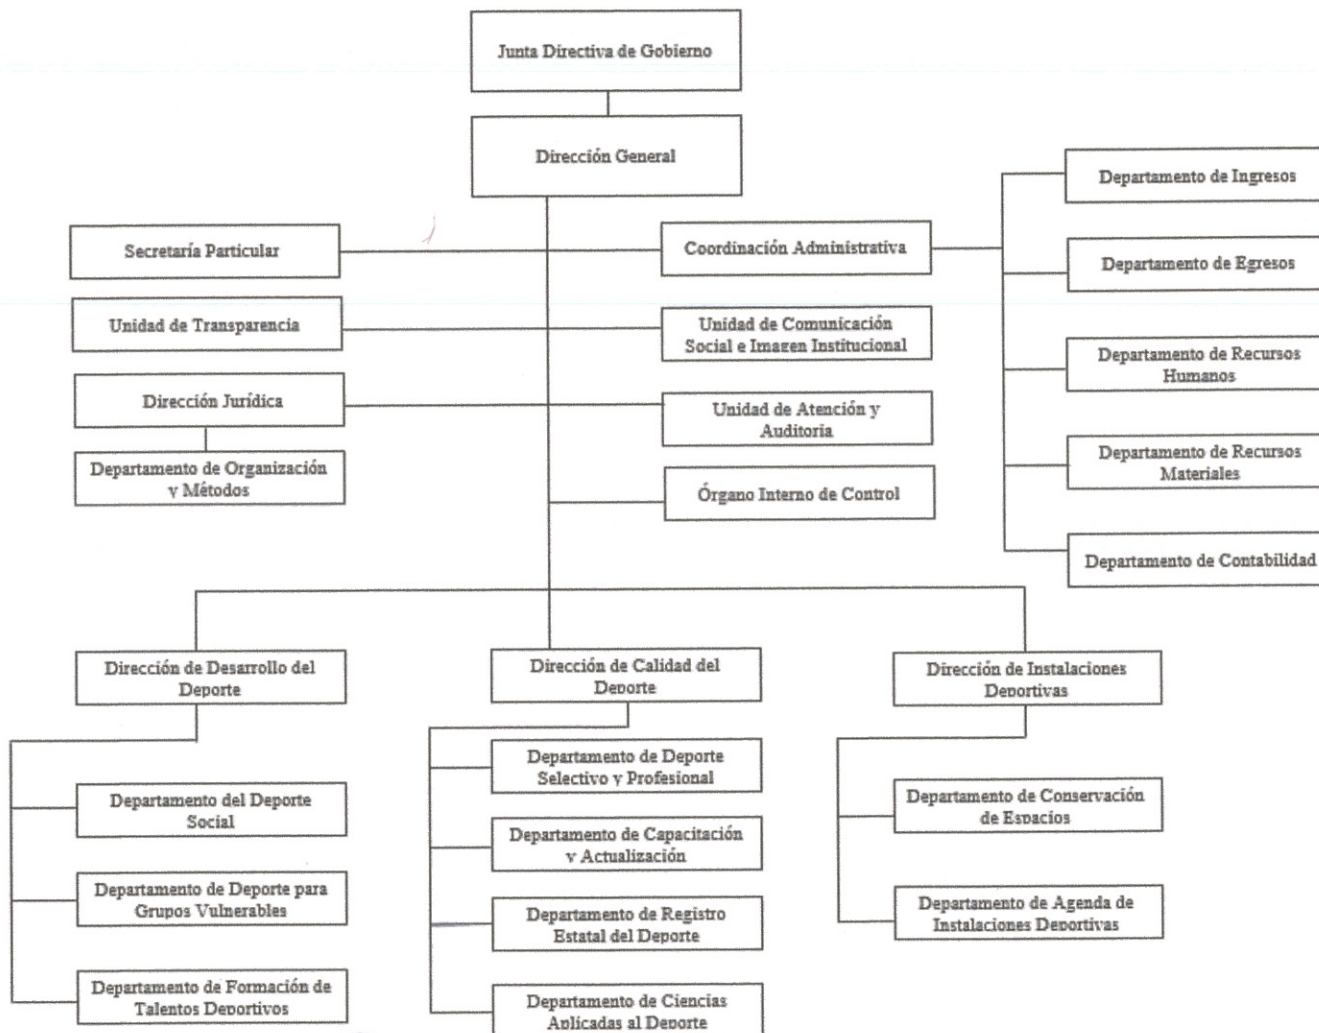 Junta Directiva de Gobierno
Dirección General
Departamento de Ingresos
Secretaría Particular
Coordinación Administrativa
Departamento de Egresos
Unidad de Transparencia
Unidad de Comunicación
Social e Imagen Institucional
Departamento de Recursos
Humanos
Dirección Jurídica
Unidad de Atención y
Auditoria
Departamento de Organización
y Métodos
Departamento de Recursos
Materiales
Órgano Interno de Control
Departamento de Contabilidad
Dirección de Desarrollo del
Deporte
Dirección de Calidad del
Deporte
Dirección de Instalaciones
Deportivas
Departamento del Deporte
Social
Departamento de Deporte para
Grupos Vulnerables
Departamento de Formación de
Talentos Deportivos
Departamento de Deporte
Selectivo y Profesional
Departamento de Capacitación
y Actualización
Departamento de Registro
Estatal del Deporte
Departamento de Ciencias
Aplicadas al Deporte
Departamento de Conservación
de Espacios
Departamento de Agenda de
Instalaciones Deportivas